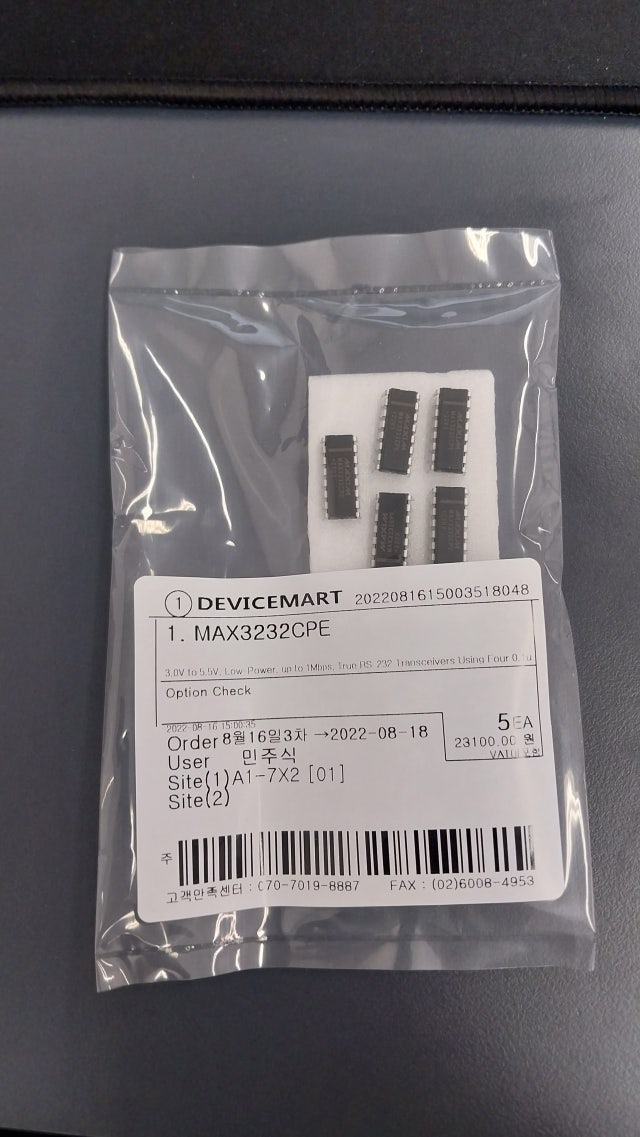 1 DEVICEMART 2022081615003518048
1. MAX3232CPE
3.0V to 5.5V, Low-Power, up to 1Mbps, True RS-232 Transceivers Using Four 0.1u
Option Check
2022-08-16 15:00:35
5EA
Order 8월16일3차 →2022-08-18
23100.00 원
User 민주식
Site(1) A1-7X2 [01]
Site(2)
주
고객만족센터 : 070-7019-8887 FAX : (02)6008-4953